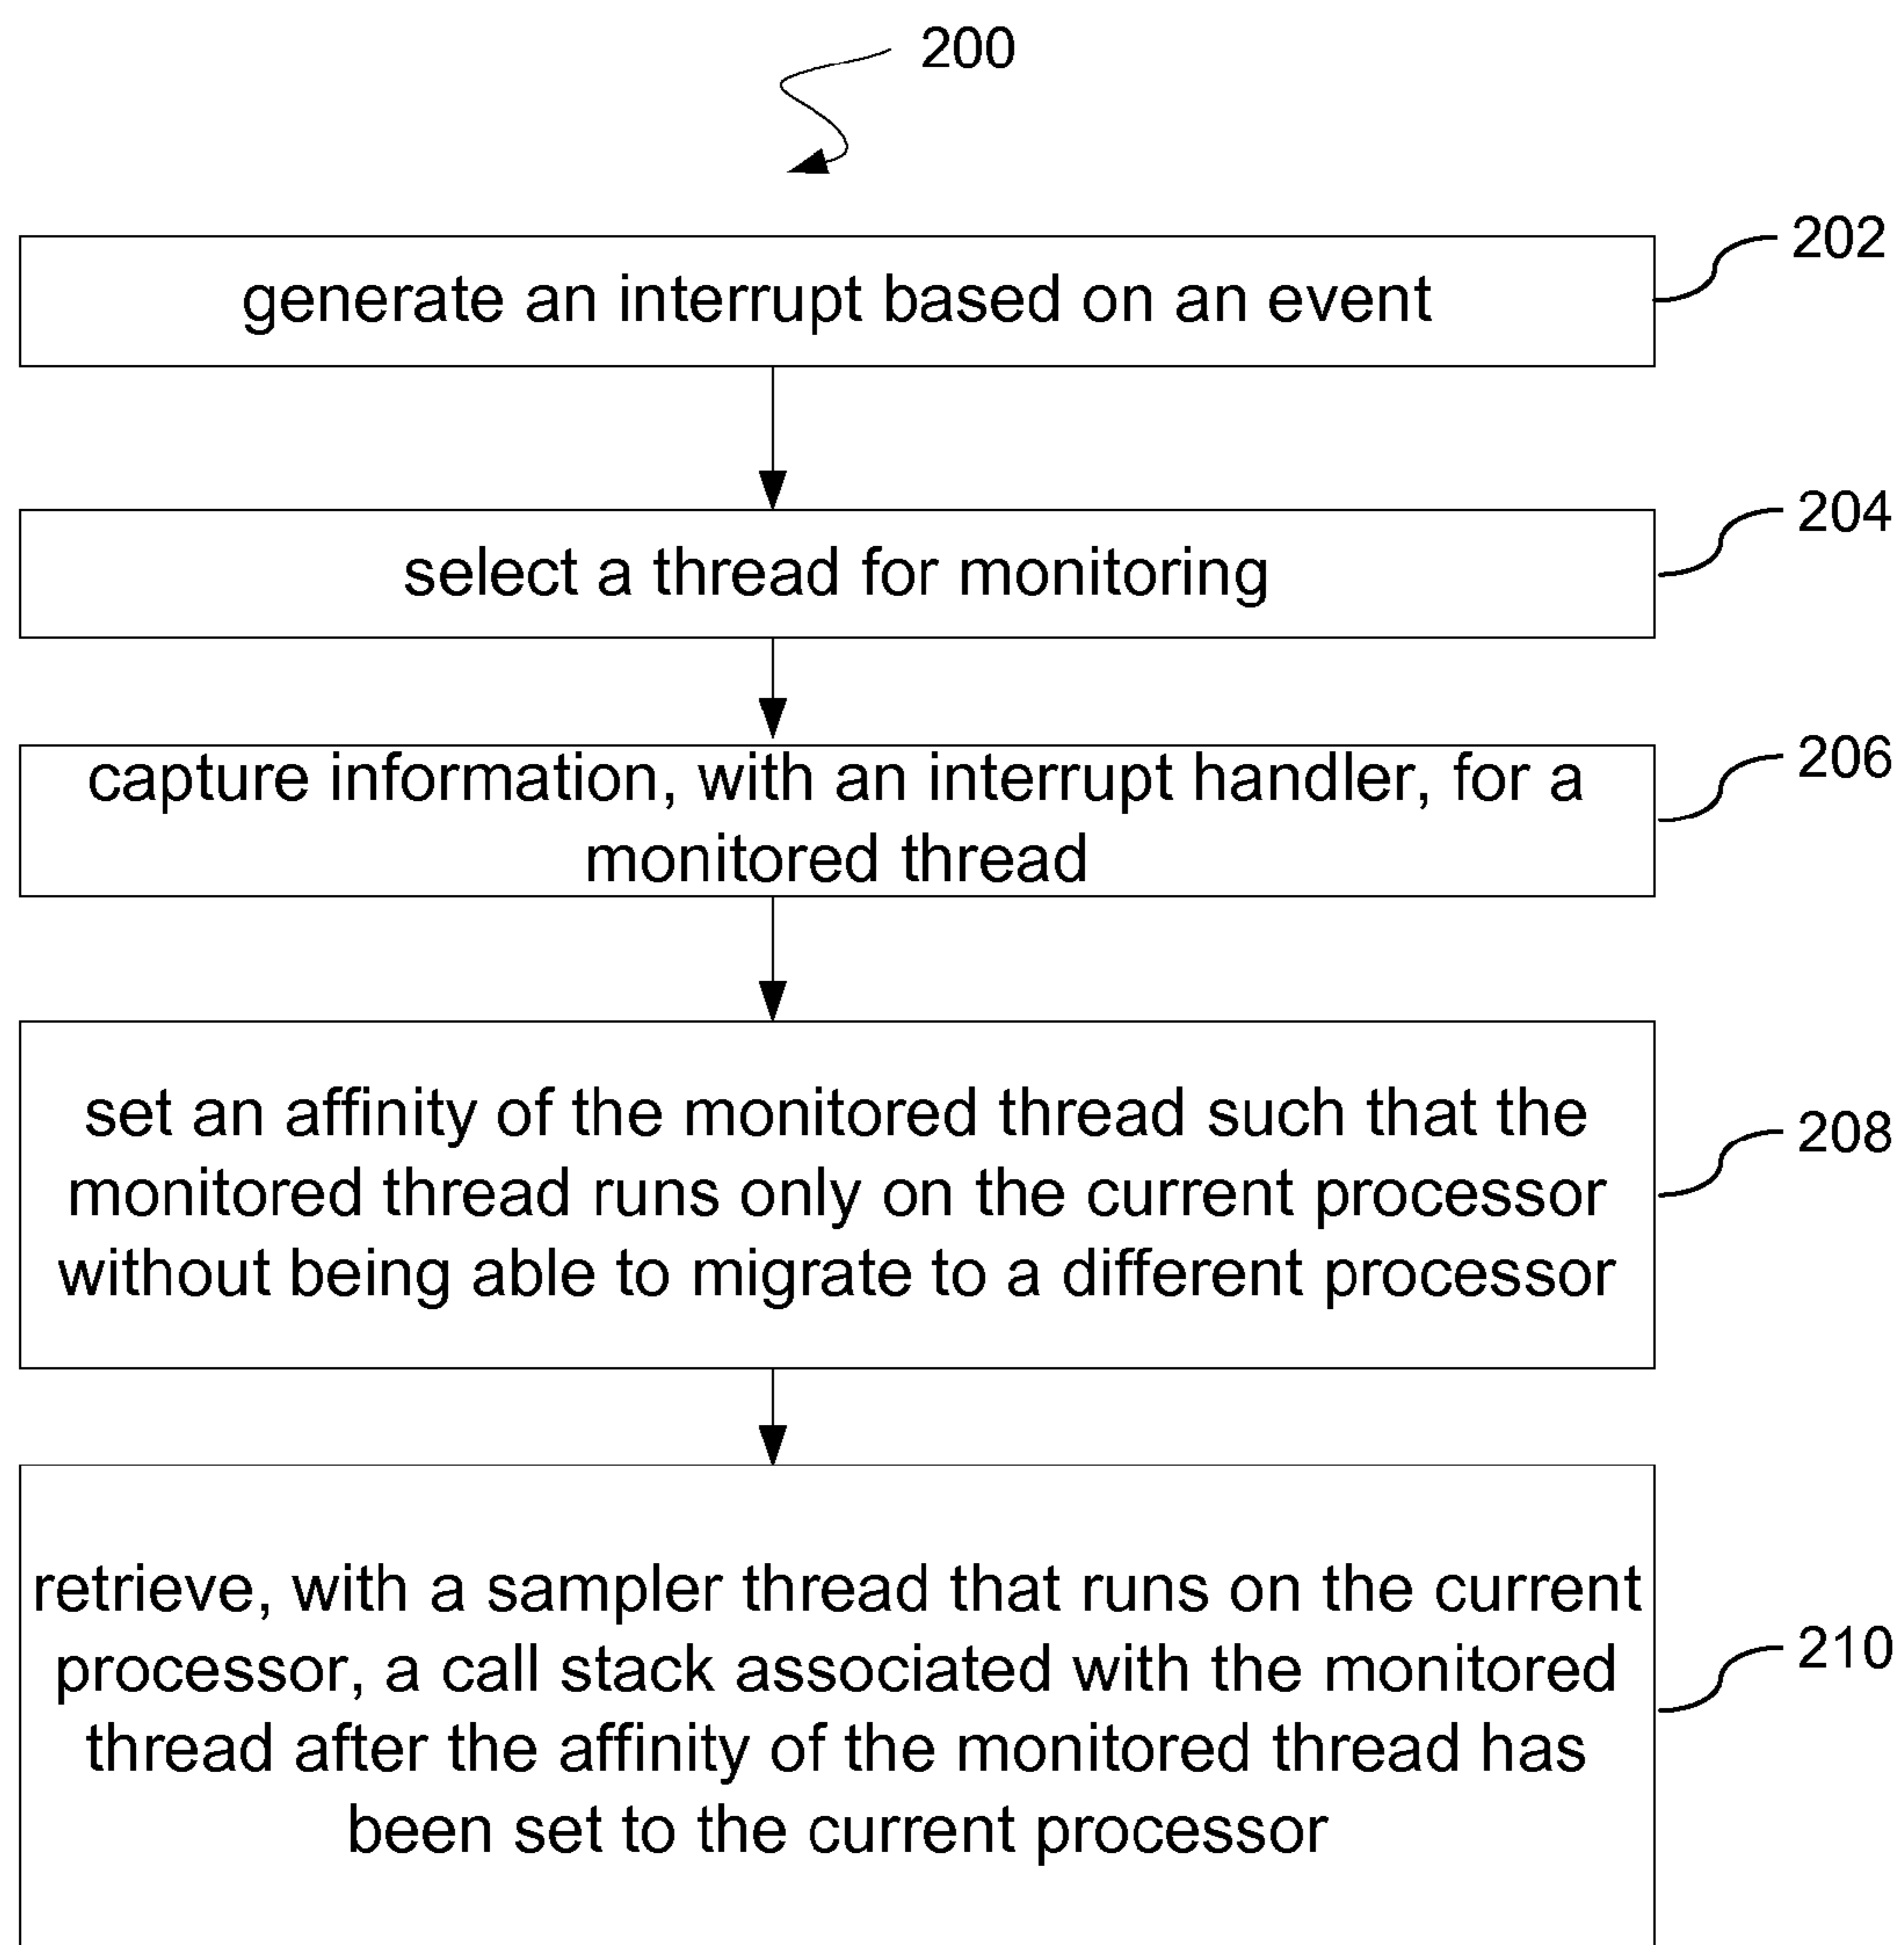 200
generate an interrupt based on an event
202
select a thread for monitoring
204
capture information, with an interrupt handler, for a
monitored thread
206
set an affinity of the monitored thread such that the
monitored thread runs only on the current processor
without being able to migrate to a different processor
208
retrieve, with a sampler thread that runs on the current
processor, a call stack associated with the monitored
thread after the affinity of the monitored thread has
been set to the current processor
210